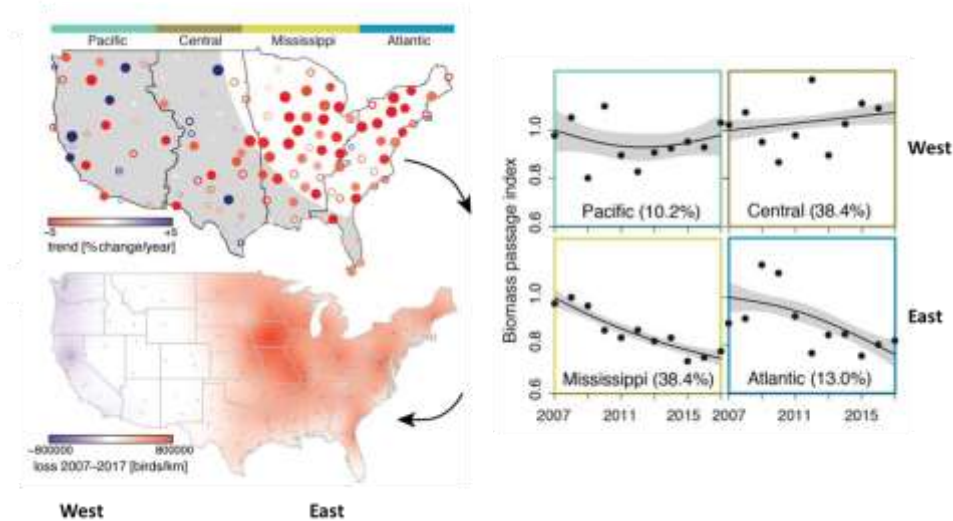 Pacific Central Mississippi Atlantic
-5 +5
trend [% change/year]
-800000 800000
loss 2007–2017 [birds/km]
West East
Biomass passage index
0.6 0.8 1.0
0.6 0.8 1.0
Pacific (10.2%)
Central (38.4%)
West
Mississippi (38.4%)
Atlantic (13.0%)
East
2007 2011 2015 2007 2011 2015